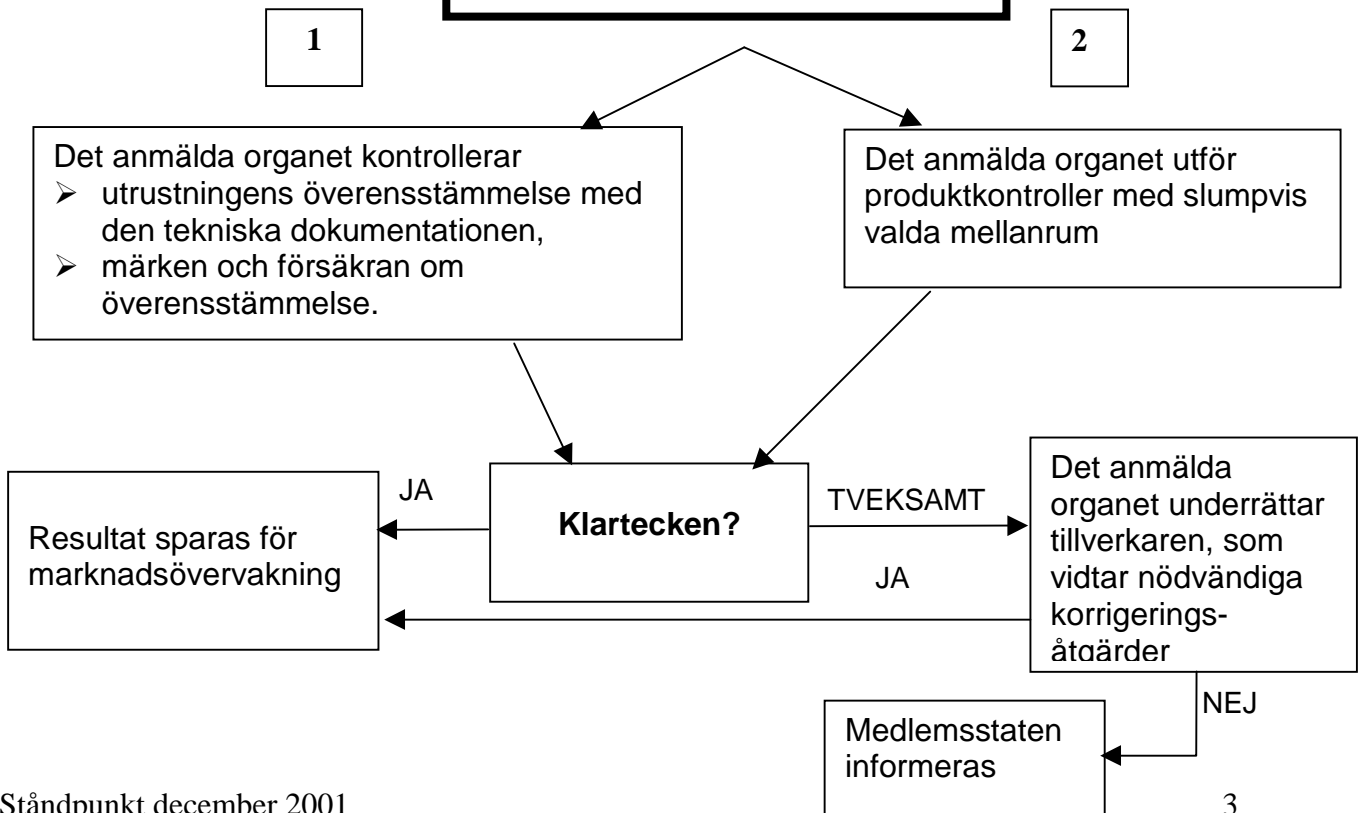 1
2
Det anmälda organet kontrollerar
➢ utrustningens överensstämmelse med
den tekniska dokumentationen,
➢ märken och försäkran om
överensstämmelse.
Det anmälda organet utför
produktkontroller med slumpvis
valda mellanrum
Resultat sparas för
marknadsövervakning
JA
Klartecken?
TVEKSAMT
JA
Det anmälda
organet underrättar
tillverkaren, som
vidtar nödvändiga
korrigerings-
åtgärder
NEJ
Medlemsstaten
informeras
Ståndpunkt december 2001
3